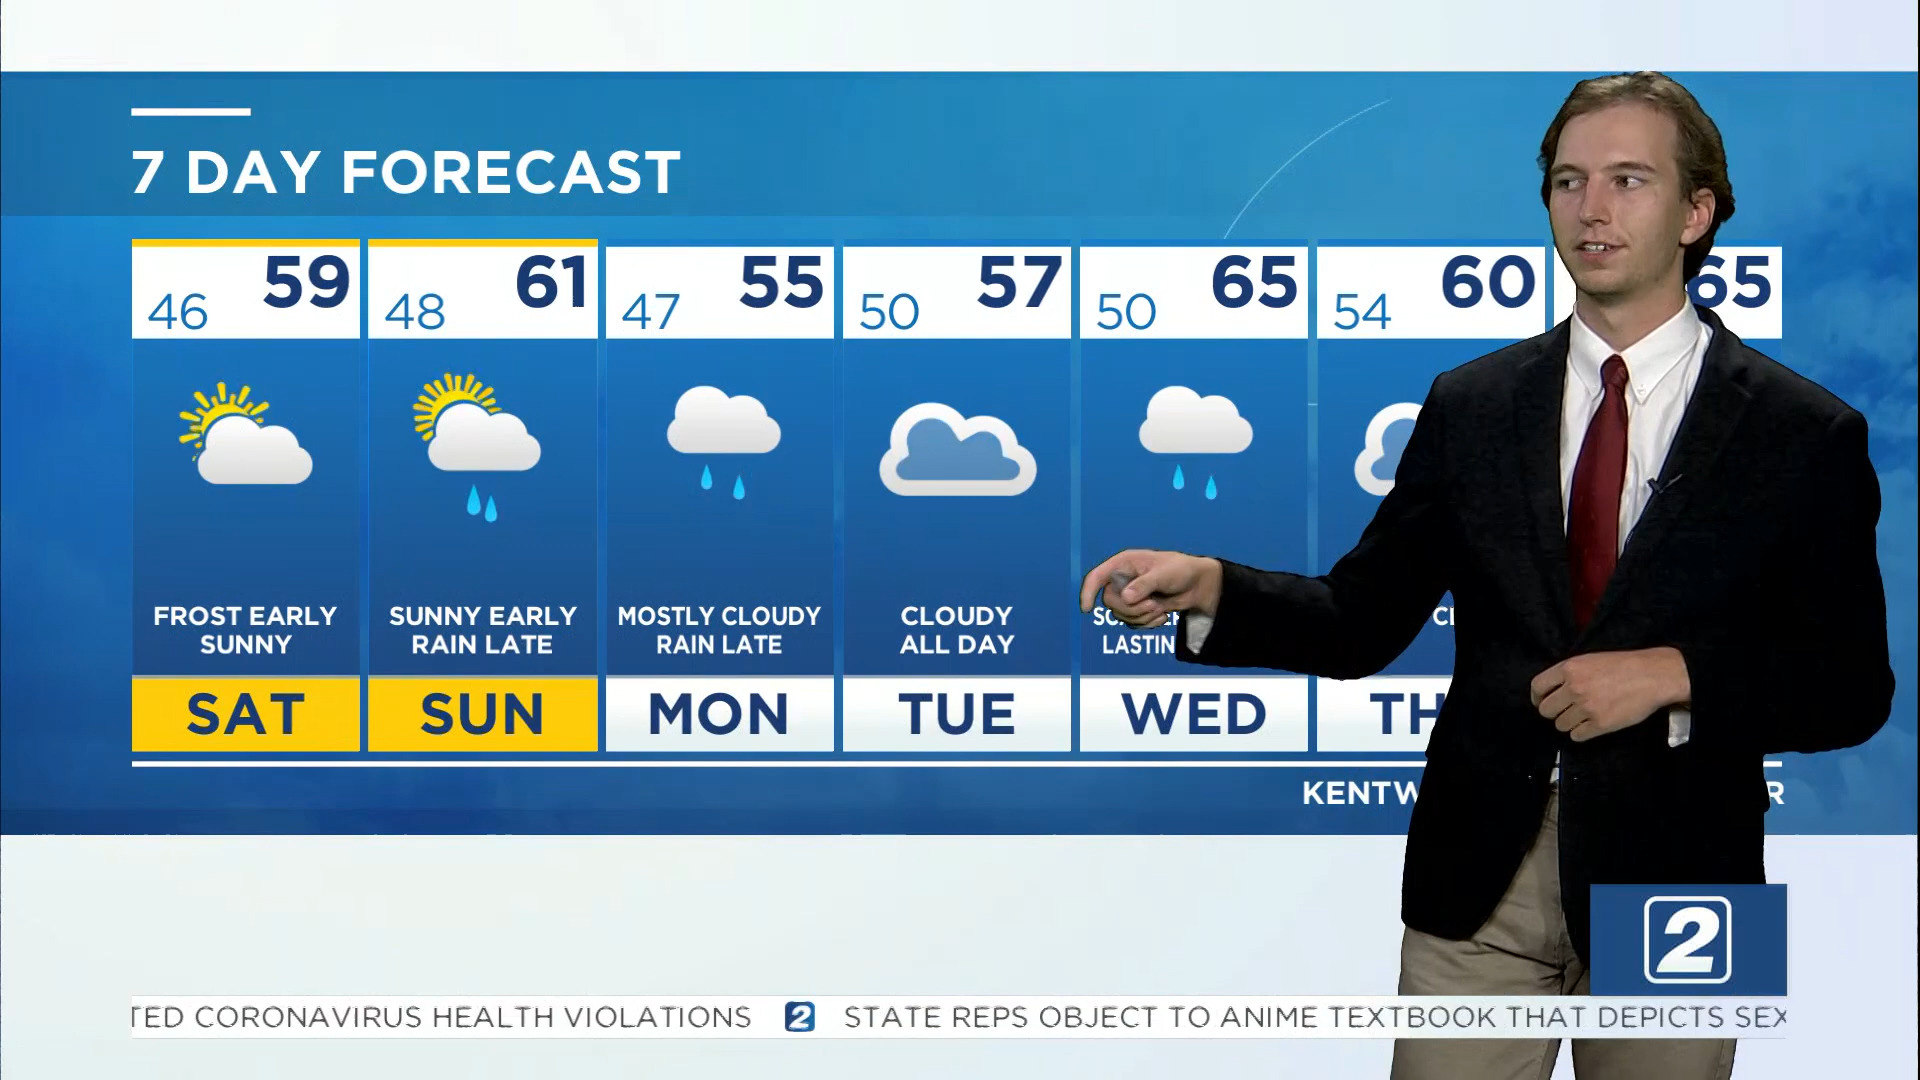 7 DAY FORECAST
46 59
48 61
47 55
50 57
50 65
54 60
65
FROST EARLY
SUNNY
SUNNY EARLY
RAIN LATE
MOSTLY CLOUDY
RAIN LATE
CLOUDY
ALL DAY
SAT
SUN
MON
TUE
WED
TH
KENTW
R
2
TED CORONAVIRUS HEALTH VIOLATIONS 2 STATE REPS OBJECT TO ANIME TEXTBOOK THAT DEPICTS SEX